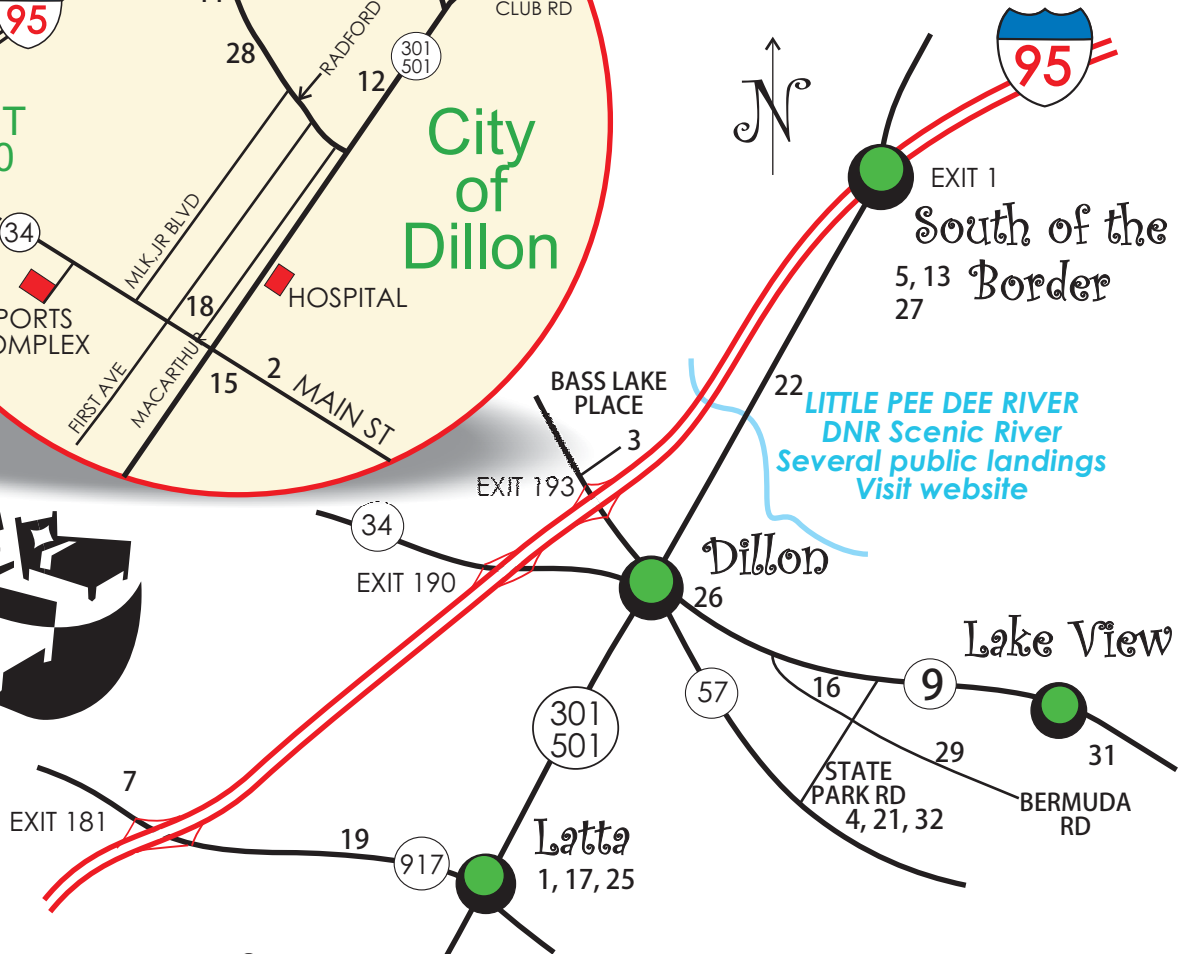 95
28
RADFORD
12
301
501
CLUB RD
City
of
Dillon
34
MLK,JR BLVD
18
HOSPITAL
FIRST AVE
MACARTHUR
15
2
MAIN ST
N
95
EXIT 1
South of the
Border
5, 13
27
22
LITTLE PEE DEE RIVER
DNR Scenic River
Several public landings
Visit website
BASS LAKE
PLACE
3
EXIT 193
34
EXIT 190
Dillon
26
Lake View
9
16
57
301
501
29
31
STATE
PARK RD
4, 21, 32
BERMUDA
RD
7
EXIT 181
19
917
Latta
1, 17, 25